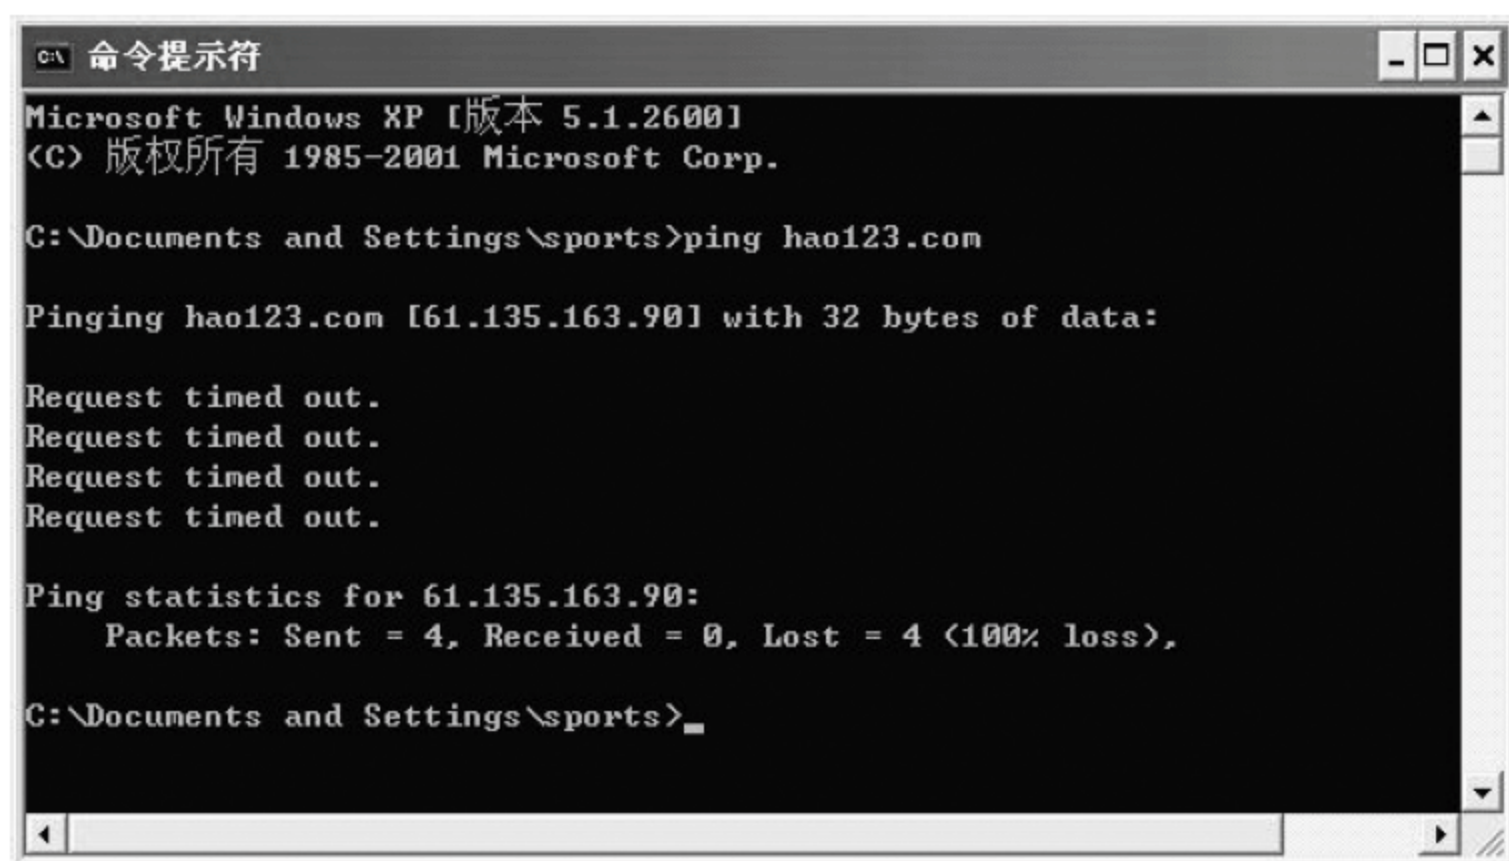 命令提示符
Microsoft Windows XP [版本 5.1.2600]
(C) 版权所有 1985-2001 Microsoft Corp.
C:\Documents and Settings\sports>ping hao123.com
Pinging hao123.com [61.135.163.90] with 32 bytes of data:
Request timed out.
Request timed out.
Request timed out.
Request timed out.
Ping statistics for 61.135.163.90:
Packets: Sent = 4, Received = 0, Lost = 4 (100% loss),
C:\Documents and Settings\sports>